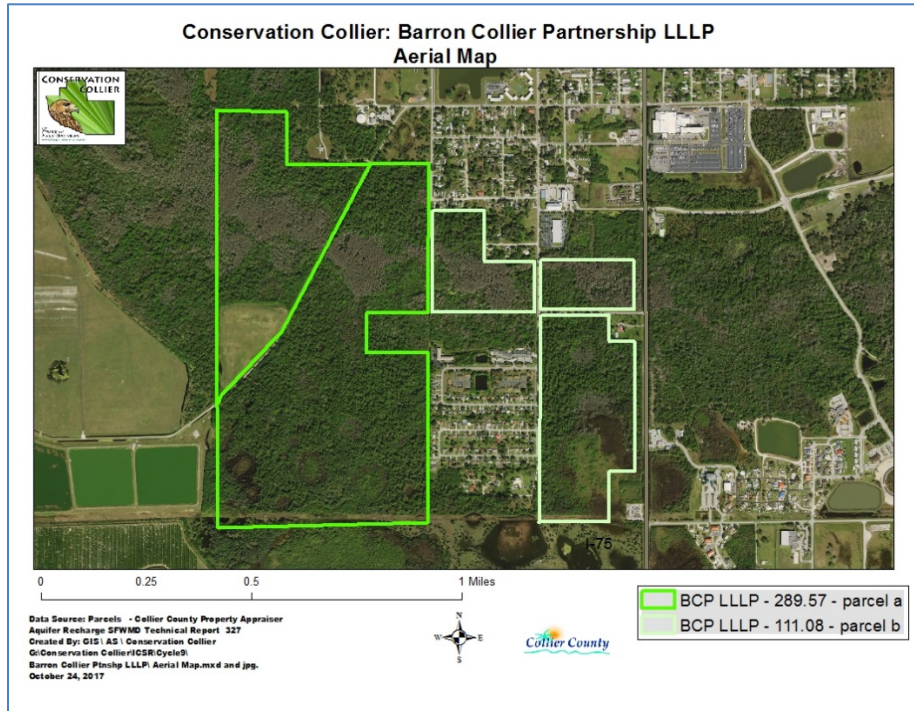 Conservation Collier: Barron Collier Partnership LLLP
Aerial Map
CONSERVATION
COLLIER
I-75
0 0.25 0.5 1 Miles
BCP LLLP - 289.57 - parcel a
BCP LLLP - 111.08 - parcel b
Data Source: Parcels - Collier County Property Appraiser
Aquifer Recharge SFWMD Technical Report 327
Created By: GIS \ AS \ Conservation Collier
G:\Conservation Collier\ICSR\Cycle9\
Barron Collier Ptnshp LLLP\ Aerial Map.mxd and jpg.
October 24, 2017
N
W E
S
Collier County